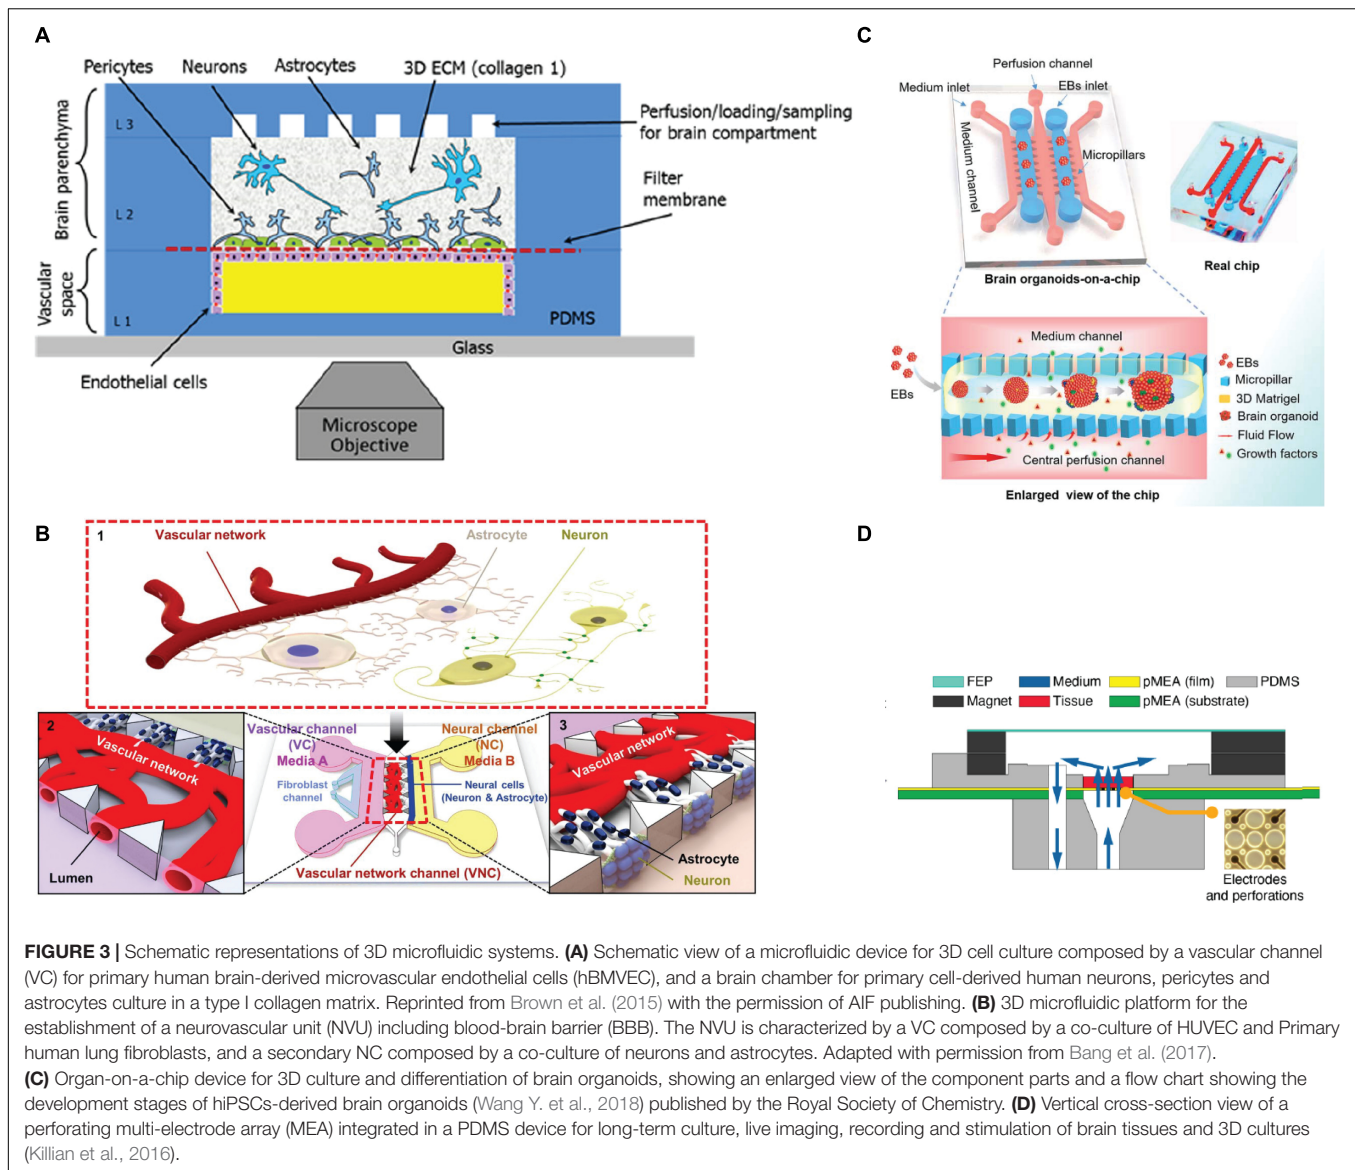 A
Pericytes
Neurons
Astrocytes
3D ECM (collagen 1)
Brain parenchyma
L 3
Perfusion/loading/sampling
for brain compartment
Filter
membrane
L 2
Vascular
space
L 1
PDMS
Glass
Endothelial cells
Microscope
Objective
C
Perfusion channel
Medium inlet
EBs inlet
Medium channel
Micropillars
Brain organoids-on-a-chip
Real chip
Medium channel
EBs
Central perfusion channel
Enlarged view of the chip
EBs
Micropillar
3D Matrigel
Brain organoid
Fluid Flow
Growth factors
B
1
Vascular network
Astrocyte
Neuron
2
Vascular network
Lumen
Vascular channel
(VC)
Media A
Neural channel
(NC)
Media B
Fibroblast
channel
Neural cells
(Neuron & Astrocyte)
Vascular network channel (VNC)
3
Vascular network
Astrocyte
Neuron
D
FEP
Medium
pMEA (film)
PDMS
Magnet
Tissue
pMEA (substrate)
Electrodes
and perforations
FIGURE 3 | Schematic representations of 3D microfluidic systems. (A) Schematic view of a microfluidic device for 3D cell culture composed by a vascular channel
(VC) for primary human brain-derived microvascular endothelial cells (hBMVEC), and a brain chamber for primary cell-derived human neurons, pericytes and
astrocytes culture in a type I collagen matrix. Reprinted from Brown et al. (2015) with the permission of AIF publishing. (B) 3D microfluidic platform for the
establishment of a neurovascular unit (NVU) including blood-brain barrier (BBB). The NVU is characterized by a VC composed by a co-culture of HUVEC and Primary
human lung fibroblasts, and a secondary NC composed by a co-culture of neurons and astrocytes. Adapted with permission from Bang et al. (2017).
(C) Organ-on-a-chip device for 3D culture and differentiation of brain organoids, showing an enlarged view of the component parts and a flow chart showing the
development stages of hiPSCs-derived brain organoids (Wang Y. et al., 2018) published by the Royal Society of Chemistry. (D) Vertical cross-section view of a
perforating multi-electrode array (MEA) integrated in a PDMS device for long-term culture, live imaging, recording and stimulation of brain tissues and 3D cultures
(Killian et al., 2016).